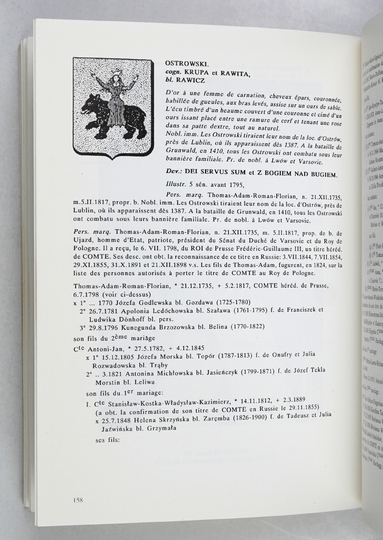 OSTROWSKI.
cogn. KRUPA et RAWITA,
bl. RAWICZ
D'or à une femme de carnation, cheveux épars, couronnée,
habillée de gueules, aux bras levés, assise sur un ours de sable.
L'écu timbré d'un heaume couvert d'une couronne et cimé d'un
ours issant placé entre une ramure de cerf et tenant une rose
dans sa patte dextre, tout au naturel.
Nobl. imm. Les Ostrowski tiraient leur nom de la loc. d'Ostrów,
près de Lublin, où ils apparaissent dès 1387. A la bataille de
Grunwald, en 1410, tous les Ostrowski ont combatu sous leur
bannière familiale. Pr. de nobl. à Lwów et Varsovie.
Dev.: DEI SERVUS SUM et Z BOGIEM NAD BUGIEM.
Illustr. 5 sén. avant 1795,
Pers. marq. Thomas-Adam-Roman-Florian, n. 21.XII.1735,
m.5.II.1817, propr. b. Nobl. imm. Les Ostrowski tiraient leur nom de la loc. d'Ostrów, près de
Lublin, où ils apparaissent dès 1387. A la bataille de Grunwald, en 1410, tous les Ostrowski
ont combatu sous leur bannière familiale. Pr. de nobl. à Lwów et Varsovie.
Pers. marq. Thomas-Adam-Roman-Florian, n. 21.XII.1735, m. 5.II.1817, propr. de b. de
Ujazd, homme d'Etat, patriote, président du Sénat du Duché de Varsovie et du Roy de
Pologne. Il a reçu, le 6. VII. 1798, du ROI de PRUSSE Frédéric-Guillaume III, un titre héréd.
de COMTE. Ses desc. ont obt. la reconnaissance de ce titre en Russie: 3.VII.1844, 7.VII.1854,
29.XI.1855, 31.X.1891 et 21.XI.1898 v.s. Les fils de Thomas-Adam, fugurent, en 1824, sur la
liste des personnes autorisés à porter le titre de COMTE au Roy de Pologne.
Thomas-Adam-Roman-Florian, * 21.12.1735, + 5.2.1817, COMTE héréd. de Prusse,
6.7.1798 (voir ci-dessus)
x 1° ... 1770 Józefa Godlewska bl. Gozdawa (1725-1780)
2° 26.7.1781 Apolonia Ledóchowska bl. Szaława (1761-1795) f. de Franciszek et
Ludwika Dönhoff bl. pers.
3° 29.8.1796 Kunegunda Brzozowska bl. Belina (1770-1822)
son fils du 2ème mariage
Cte Antoni-Jan, * 27.5.1782, + 4.12.1845
x 1° 15.12.1805 Józefa Morska bl. Topór (1787-1813) f. de Onufry et Julia
Rozwadowska bl. Trąby
2° .. 3.1821 Antonina Michłowska bl. Jasieńczyk (1799-1871) f. de Józef Tekla
Morstin bl. Leliwa
son fils du 1er mariage:
I. Cte Stanisław-Kostka-Władysław-Kazimierz, * 14.11.1812, + 2.3.1889
(a obt. la confirmation de son titre de COMTE en Russie le 29.11.1855)
x 25.7.1848 Helena Skrzyńska bl. Zaręmba (1826-1900) f. de Tadeusz et Julia
Jaźwińska bl. Grzymała
ses fils:
158